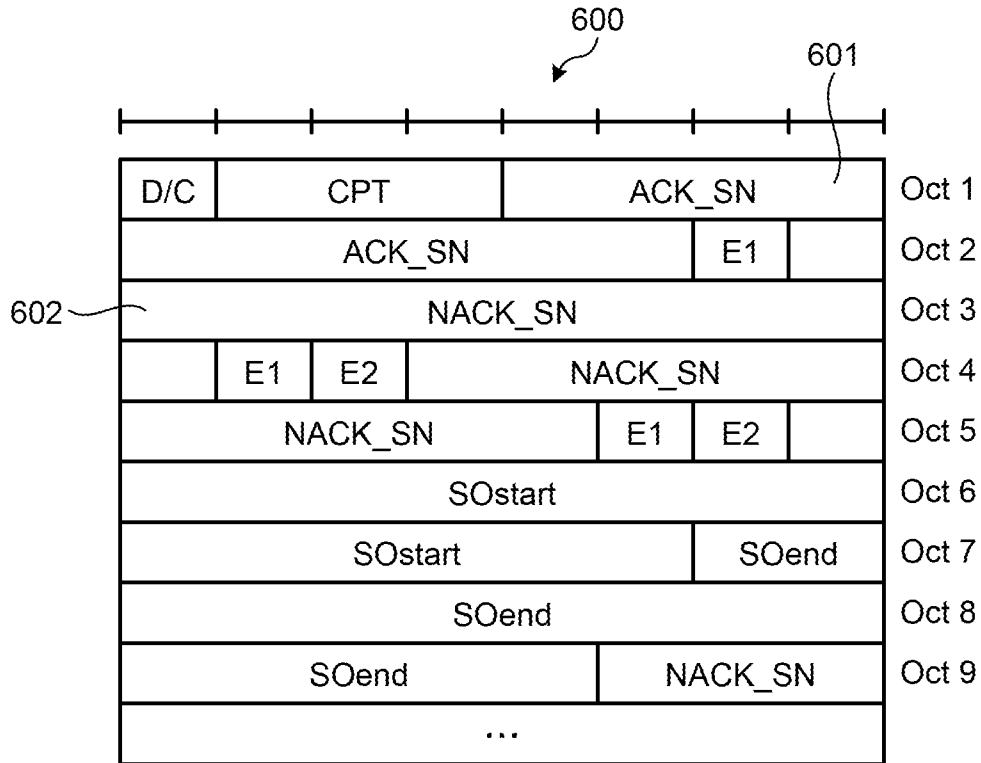 600
601
D/C CPT ACK_SN Oct 1
ACK_SN E1 Oct 2
602 NACK_SN Oct 3
E1 E2 NACK_SN Oct 4
NACK_SN E1 E2 Oct 5
SOstart Oct 6
SOstart SOend Oct 7
SOend Oct 8
SOend NACK_SN Oct 9
...